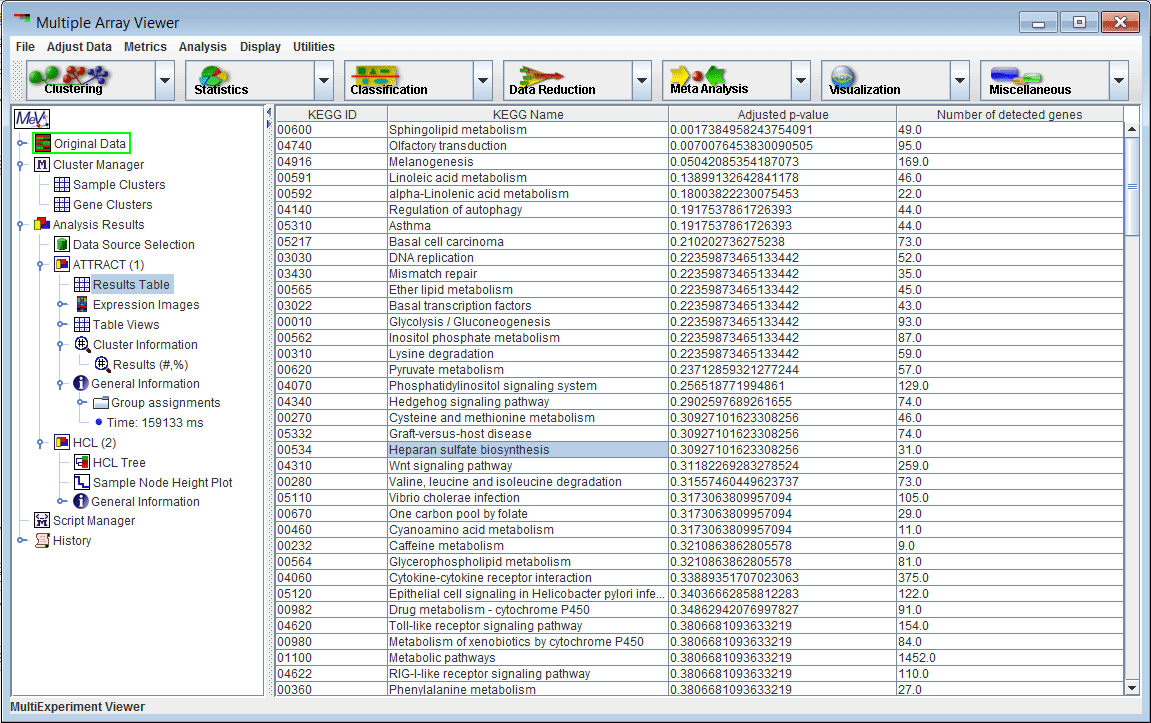 Multiple Array Viewer
File Adjust Data Metrics Analysis Display Utilities
Clustering Statistics Classification Data Reduction Meta Analysis Visualization Miscellaneous
MeV
Original Data
Cluster Manager
Sample Clusters
Gene Clusters
Analysis Results
Data Source Selection
ATTRACT (1)
Results Table
Expression Images
Table Views
Cluster Information
Results (#,%)
General Information
Group assignments
Time: 159133 ms
HCL (2)
HCL Tree
Sample Node Height Plot
General Information
Script Manager
History
KEGG ID KEGG Name Adjusted p-value Number of detected genes
00600 Sphingolipid metabolism 0.0017384958243754091 49.0
04740 Olfactory transduction 0.0070076453830090505 95.0
04916 Melanogenesis 0.05042085354187073 169.0
00591 Linoleic acid metabolism 0.13899132642841178 46.0
00592 alpha-Linolenic acid metabolism 0.18003822230075453 22.0
04140 Regulation of autophagy 0.1917537861726393 44.0
05310 Asthma 0.1917537861726393 44.0
05217 Basal cell carcinoma 0.210202736275238 73.0
03030 DNA replication 0.22359873465133442 52.0
03430 Mismatch repair 0.22359873465133442 35.0
00565 Ether lipid metabolism 0.22359873465133442 45.0
03022 Basal transcription factors 0.22359873465133442 43.0
00010 Glycolysis / Gluconeogenesis 0.22359873465133442 93.0
00562 Inositol phosphate metabolism 0.22359873465133442 87.0
00310 Lysine degradation 0.22359873465133442 59.0
00620 Pyruvate metabolism 0.23712859321277244 57.0
04070 Phosphatidylinositol signaling system 0.256518771994861 129.0
04340 Hedgehog signaling pathway 0.2902597689261655 74.0
00270 Cysteine and methionine metabolism 0.30927101623308256 46.0
05332 Graft-versus-host disease 0.30927101623308256 74.0
00534 Heparan sulfate biosynthesis 0.30927101623308256 31.0
04310 Wnt signaling pathway 0.31182269283278524 259.0
00280 Valine, leucine and isoleucine degradation 0.31557460449623737 73.0
05110 Vibrio cholerae infection 0.3173063809957094 105.0
00670 One carbon pool by folate 0.3173063809957094 29.0
00460 Cyanoamino acid metabolism 0.3173063809957094 11.0
00232 Caffeine metabolism 0.3210863862805578 9.0
00564 Glycerophospholipid metabolism 0.3210863862805578 81.0
04060 Cytokine-cytokine receptor interaction 0.33889351707023063 375.0
05120 Epithelial cell signaling in Helicobacter pylori infe... 0.34036662858812283 122.0
00982 Drug metabolism - cytochrome P450 0.34862942076997827 91.0
04620 Toll-like receptor signaling pathway 0.3806681093633219 154.0
00980 Metabolism of xenobiotics by cytochrome P450 0.3806681093633219 84.0
01100 Metabolic pathways 0.3806681093633219 1452.0
04622 RIG-I-like receptor signaling pathway 0.3806681093633219 110.0
00360 Phenylalanine metabolism 0.3806681093633219 27.0
MultiExperiment Viewer